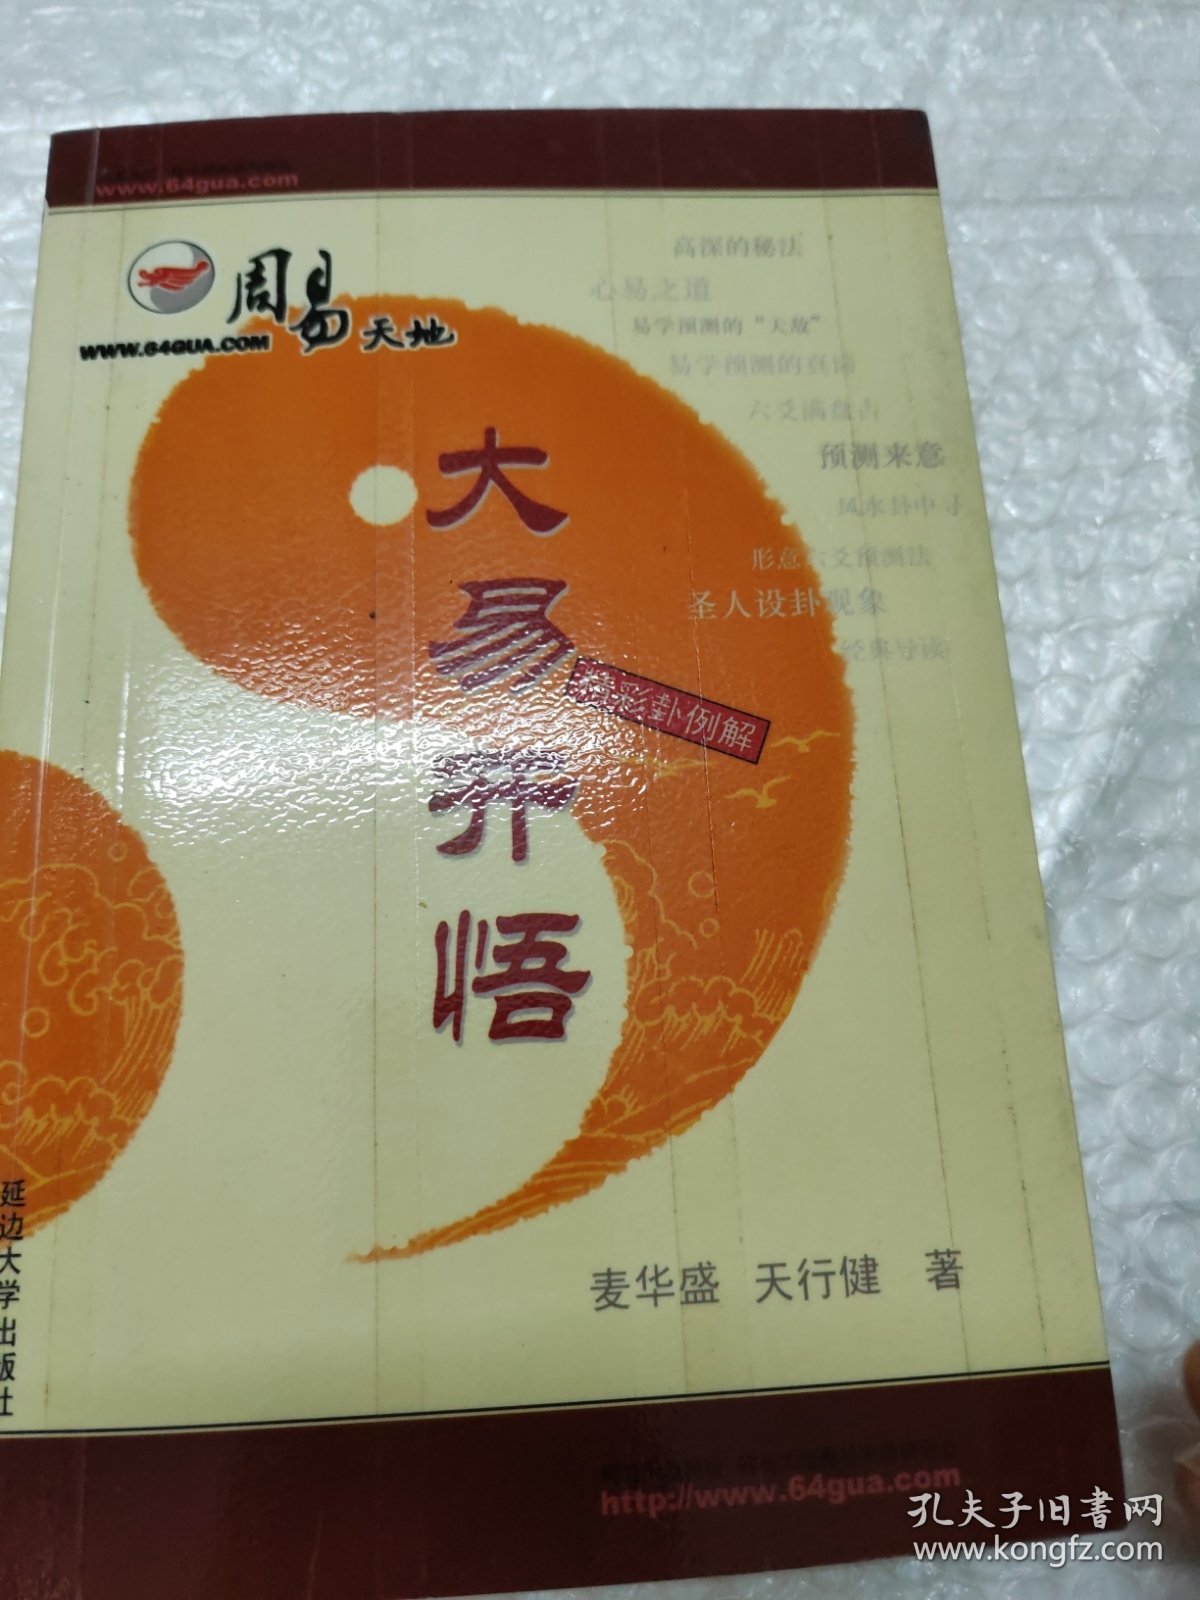 www.64gua.com
周易天地
WWW.64GUA.COM
高深的秘法
心易之道
易学预测的“天敌”
易学预测的真谛
六爻满盘占
预测来意
风水卦中寻
形意六爻预测法
圣人设卦观象
经典导读
大易开悟
精彩卦例解
麦华盛 天行健 著
延边大学出版社
http://www.64gua.com
孔夫子旧书网
www.kongfz.com